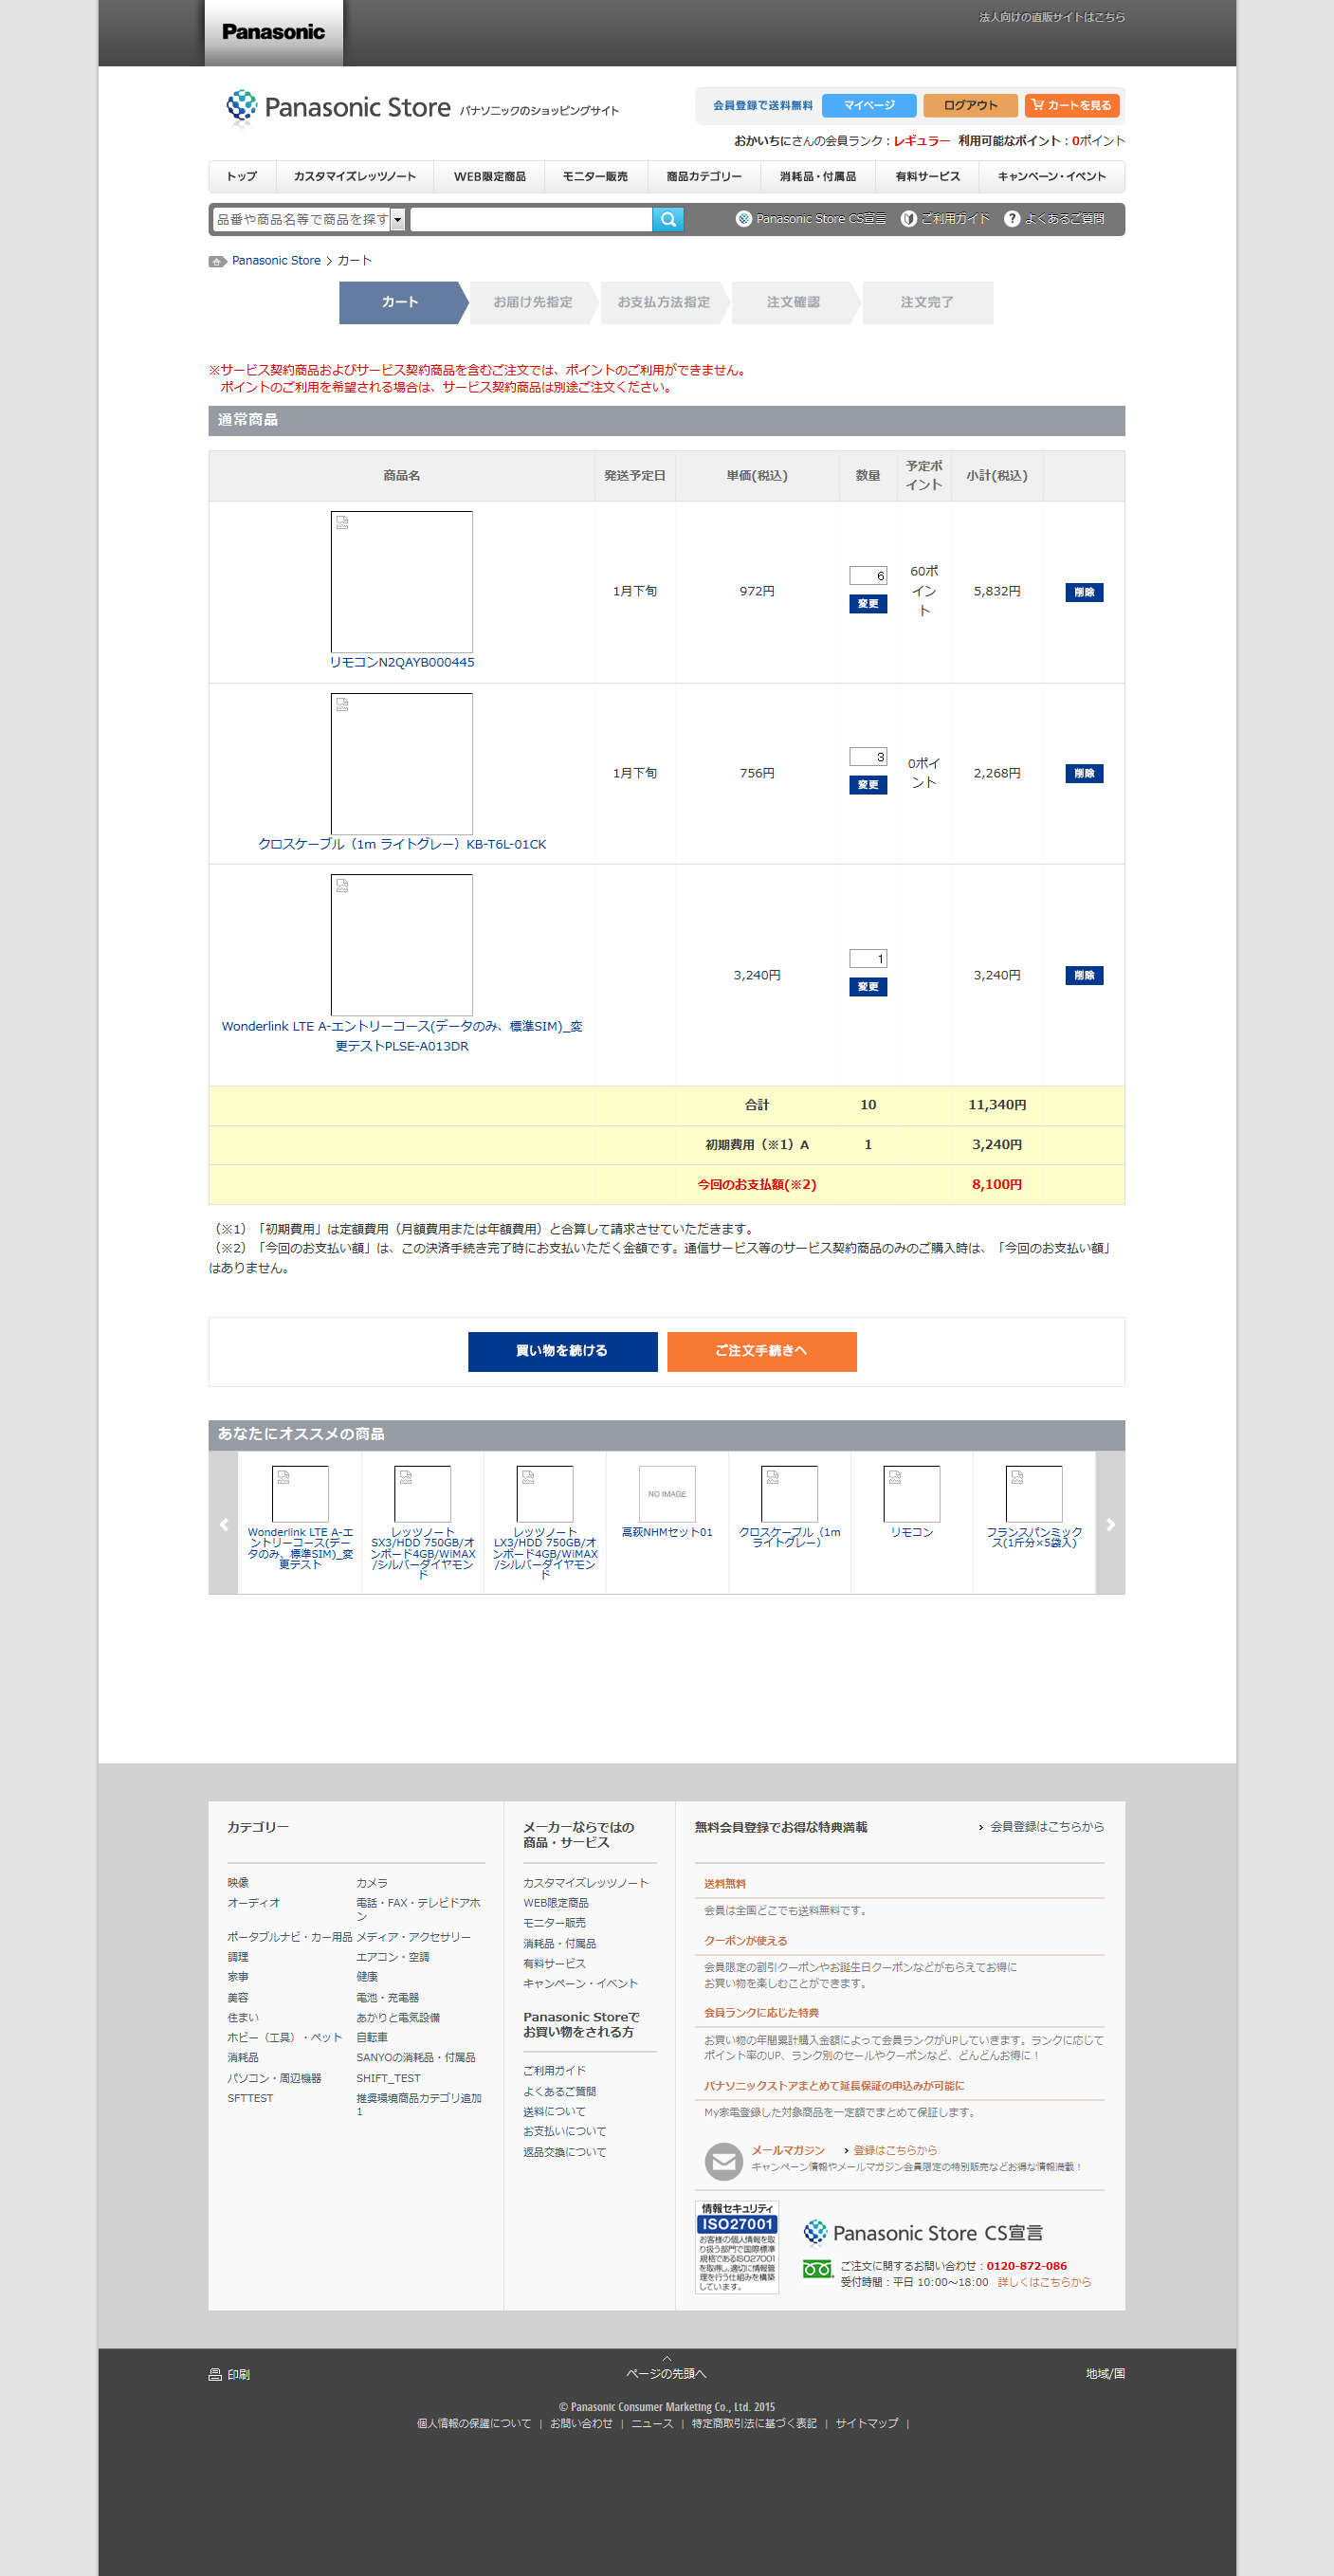 法人向けの直販サイトはこちら
Panasonic
Panasonic Store パナソニックのショッピングサイト
会員登録で送料無料 マイページ ログアウト カートを見る
おかいちにさんの会員ランク：レギュラー 利用可能なポイント：0ポイント
トップ カスタマイズレッツノート WEB限定商品 モニター販売 商品カテゴリー 消耗品・付属品 有料サービス キャンペーン・イベント
品番や商品名等で商品を探す Panasonic Store CS宣言 ご利用ガイド よくあるご質問
Panasonic Store カート
カート お届け先指定 お支払方法指定 注文確認 注文完了
※サービス契約商品およびサービス契約商品を含むご注文では、ポイントのご利用ができません。
ポイントのご利用を希望される場合は、サービス契約商品は別途ご注文ください。
通常商品
商品名 発送予定日 単価(税込) 数量 予定ポイント 小計(税込)
1月下旬 972円 6 変更 60ポイント 5,832円 削除
リモコンN2QAYB000445
1月下旬 756円 3 変更 0ポイント 2,268円 削除
クロスケーブル（1m ライトグレー）KB-T6L-01CK
3,240円 1 変更 3,240円 削除
Wonderlink LTE A-エントリーコース(データのみ、標準SIM)_変
更テストPLSE-A013DR
合計 10 11,340円
初期費用（※1）A 1 3,240円
今回のお支払額(※2) 8,100円
（※1）「初期費用」は定額費用（月額費用または年額費用）と合算して請求させていただきます。
（※2）「今回のお支払い額」は、この決済手続き完了時にお支払いただく金額です。通信サービス等のサービス契約商品のみのご購入時は、「今回のお支払い額」
はありません。
買い物を続ける ご注文手続きへ
あなたにオススメの商品
NO IMAGE
Wonderlink LTE A-エ
ントリーコース(デー
タのみ、標準SIM)_変
更テスト
レッツノート
SX3/HDD 750GB/オ
ンボード4GB/WiMAX
/シルバーダイヤモン
ド
レッツノート
LX3/HDD 750GB/オ
ンボード4GB/WiMAX
/シルバーダイヤモン
ド
冨萩NHMセット01
クロスケーブル（1m
ライトグレー）
リモコン
フランスパンミック
ス(1斤分×5袋入)
カテゴリー
映像 カメラ
オーディオ 電話・FAX・テレビドアホ
ン
ポータブルナビ・カー用品 メディア・アクセサリー
調理 エアコン・空調
家事 健康
美容 電池・充電器
住まい あかりと電気設備
ホビー（工具）・ペット 自転車
消耗品 SANYOの消耗品・付属品
パソコン・周辺機器 SHIFT_TEST
SFTTEST 推奨環境商品カテゴリ追加
1
メーカーならではの
商品・サービス
カスタマイズレッツノート
WEB限定商品
モニター販売
消耗品・付属品
有料サービス
キャンペーン・イベント
Panasonic Storeで
お買い物をされる方
ご利用ガイド
よくあるご質問
送料について
お支払いについて
返品交換について
無料会員登録でお得な特典満載 会員登録はこちらから
送料無料
会員は全国どこでも送料無料です。
クーポンが使える
会員限定の割引クーポンやお誕生日クーポンなどがもらえてお得に
お買い物を楽しむことができます。
会員ランクに応じた特典
お買い物の年間累計購入金額によって会員ランクがUPしていきます。ランクに応じて
ポイント率のUP、ランク別のセールやクーポンなど、どんどんお得に！
パナソニックストアまとめて延長保証の申込みが可能に
My家電登録した対象商品を一定額でまとめて保証します。
メールマガジン 登録はこちらから
キャンペーン情報やメールマガジン会員限定の特別販売などお得な情報満載！
情報セキュリティ
ISO27001
お客様の個人情報を取
り扱う部門で国際標準
規格であるISO27001
を取得し、適切に情報管
理を行う仕組みを構築
しています。
Panasonic Store CS宣言
ご注文に関するお問い合わせ：0120-872-086
受付時間：平日 10:00～18:00 詳しくはこちらから
印刷 ページの先頭へ 地域/国
© Panasonic Consumer Marketing Co., Ltd. 2015
個人情報の保護について | お問い合わせ | ニュース | 特定商取引法に基づく表記 | サイトマップ |